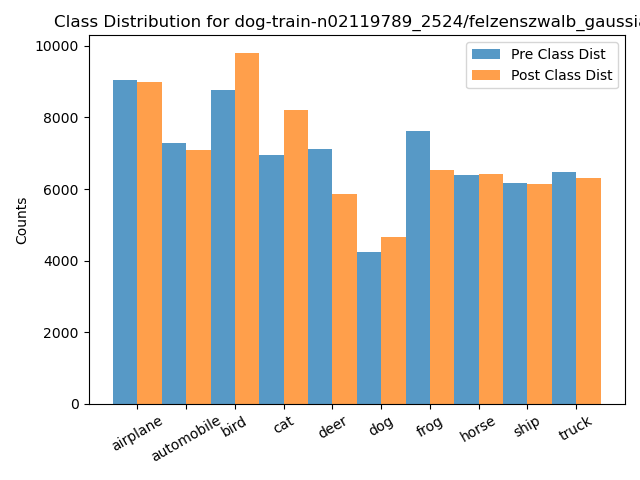 Class Distribution for dog-train-n02119789_2524/felzenszwalb_gaussia
Pre Class Dist
Post Class Dist
Counts
10000
8000
6000
4000
2000
0
airplane
automobile
bird
cat
deer
dog
frog
horse
ship
truck